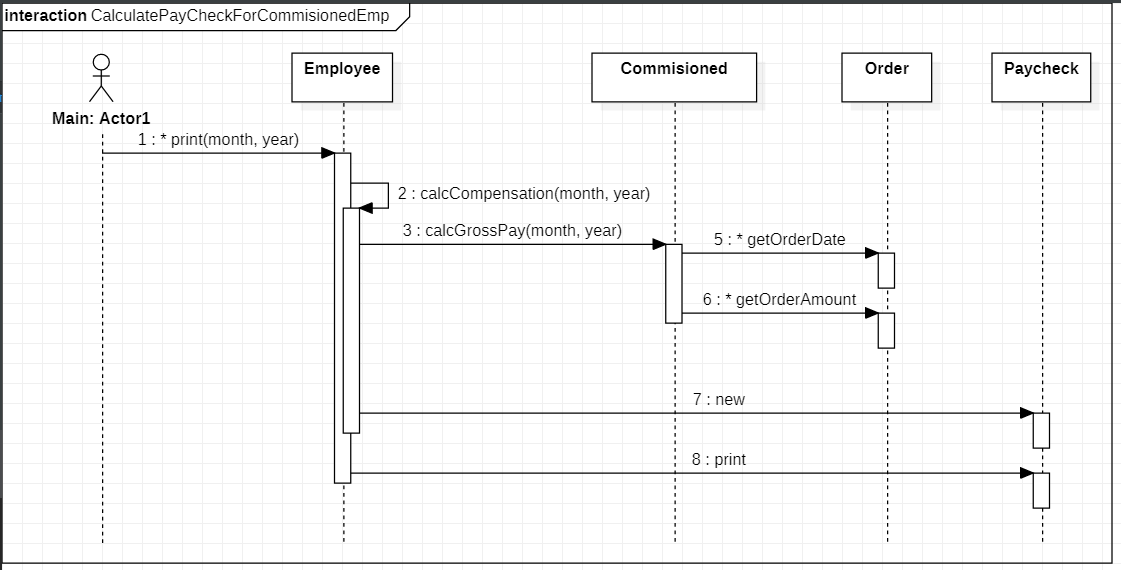 interaction CalculatePayCheckForCommisionedEmp
Employee
Commisioned
Order
Paycheck
Main: Actor1
1 : * print(month, year)
2 : calcCompensation(month, year)
3 : calcGrossPay(month, year)
5 : * getOrderDate
6 : * getOrderAmount
7 : new
8 : print